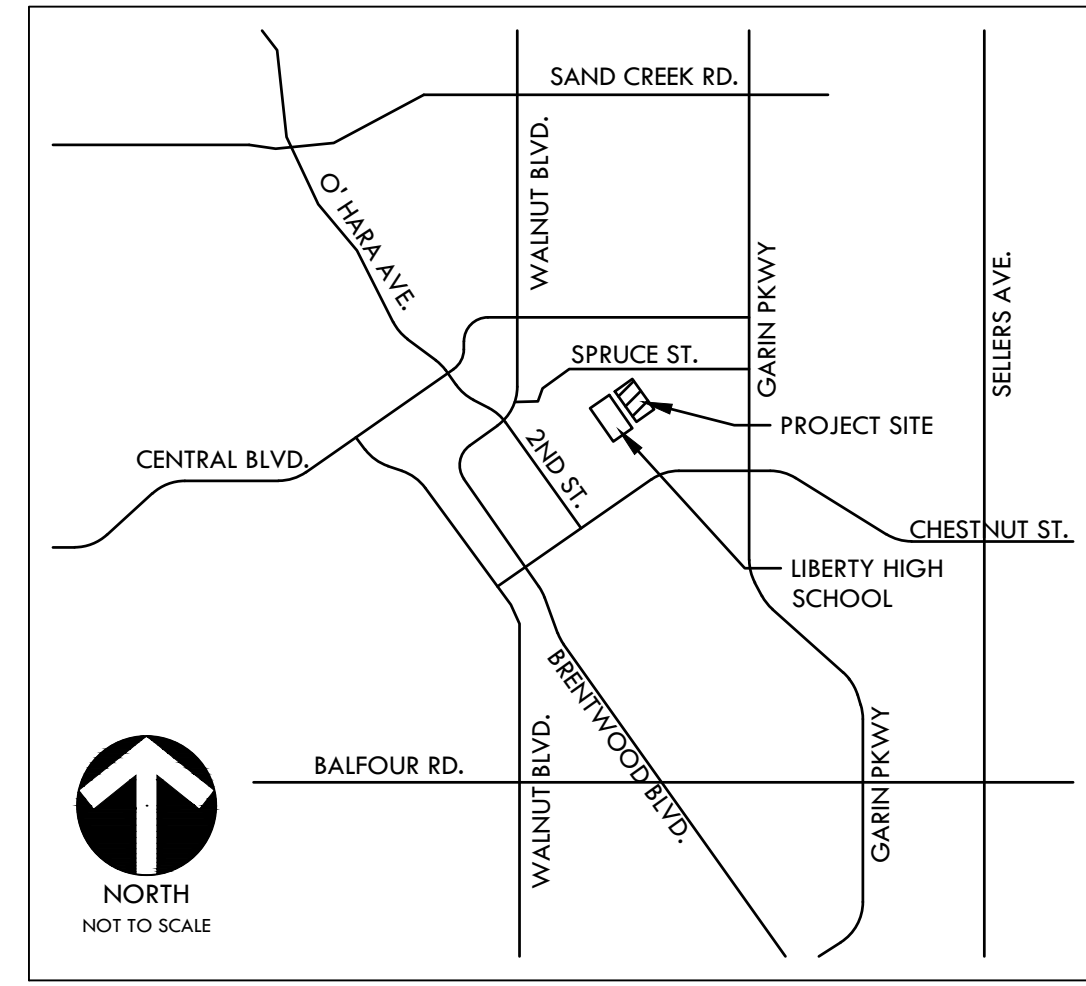 SAND CREEK RD.
WALNUT BLVD.
O' HARA AVE.
GARIN PKWY
SELLERS AVE.
SPRUCE ST.
PROJECT SITE
2ND ST.
CENTRAL BLVD.
CHESTNUT ST.
LIBERTY HIGH
SCHOOL
BRENTWOOD BLVD.
BALFOUR RD.
WALNUT BLVD.
GARIN PKWY
NORTH
NOT TO SCALE